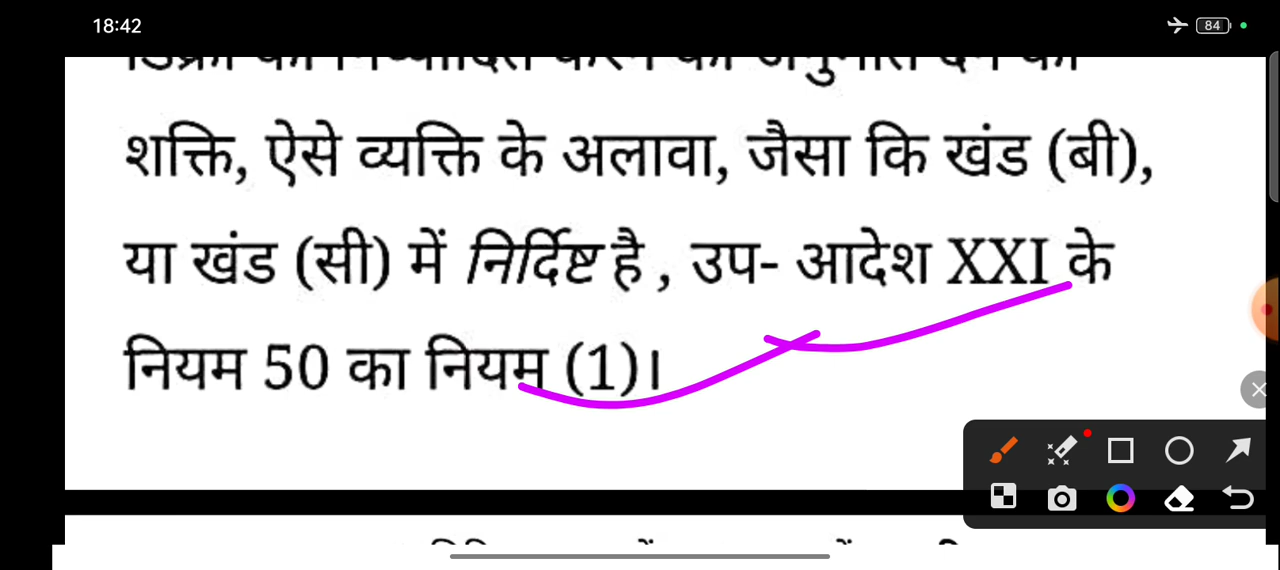 18:42
84
शक्ति, ऐसे व्यक्ति के अलावा, जैसा कि खंड (बी),
या खंड (सी) में निर्दिष्ट है , उप- आदेश XXI के
नियम 50 का नियम (1)।